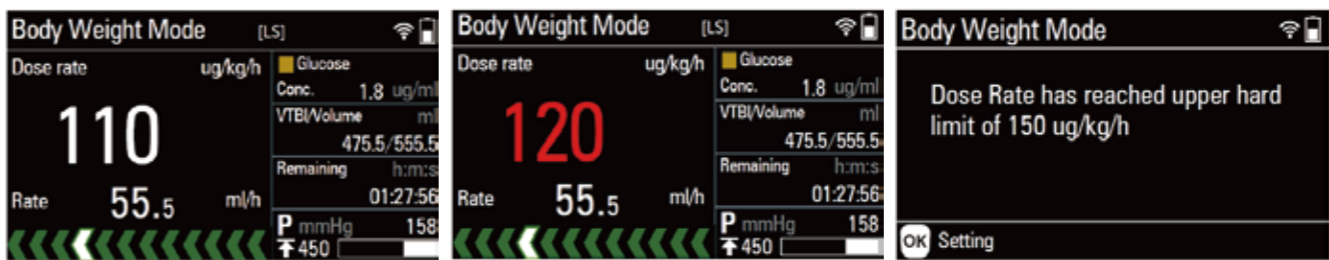 Body Weight Mode [LS]
Dose rate ug/kg/h
110
Rate 55.5 ml/h
Glucose
Conc. 1.8 ug/ml
VTBI/Volume ml
475.5/555.5
Remaining h:m:s
01:27:56
P mmHg 158
450
Body Weight Mode [LS]
Dose rate ug/kg/h
120
Rate 55.5 ml/h
Glucose
Conc. 1.8 ug/ml
VTBI/Volume ml
475.5/555.5
Remaining h:m:s
01:27:56
P mmHg 158
450
Body Weight Mode
Dose Rate has reached upper hard
limit of 150 ug/kg/h
OK Setting